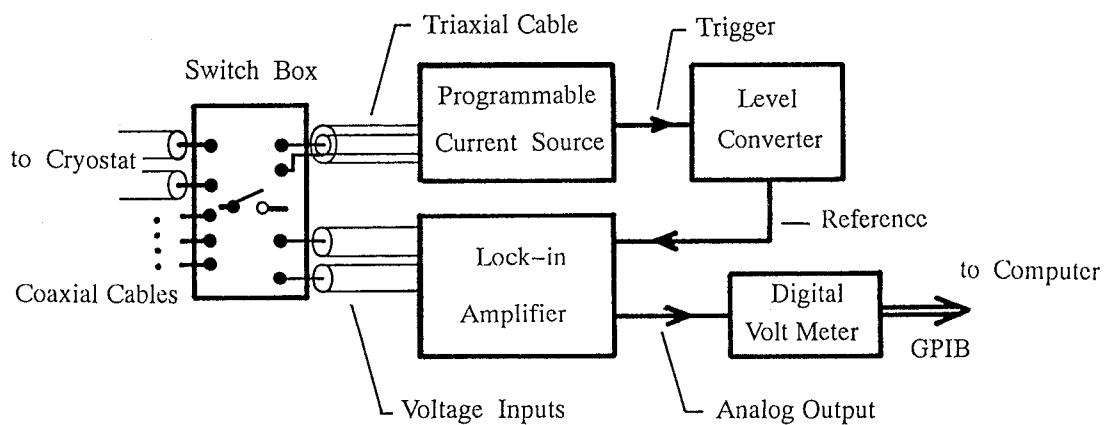 Triaxial Cable
Trigger
Switch Box
Programmable
Current Source
Level
Converter
to Cryostat
Reference
Lock-in
Amplifier
to Computer
Coaxial Cables
Digital
Volt Meter
GPIB
Voltage Inputs
Analog Output